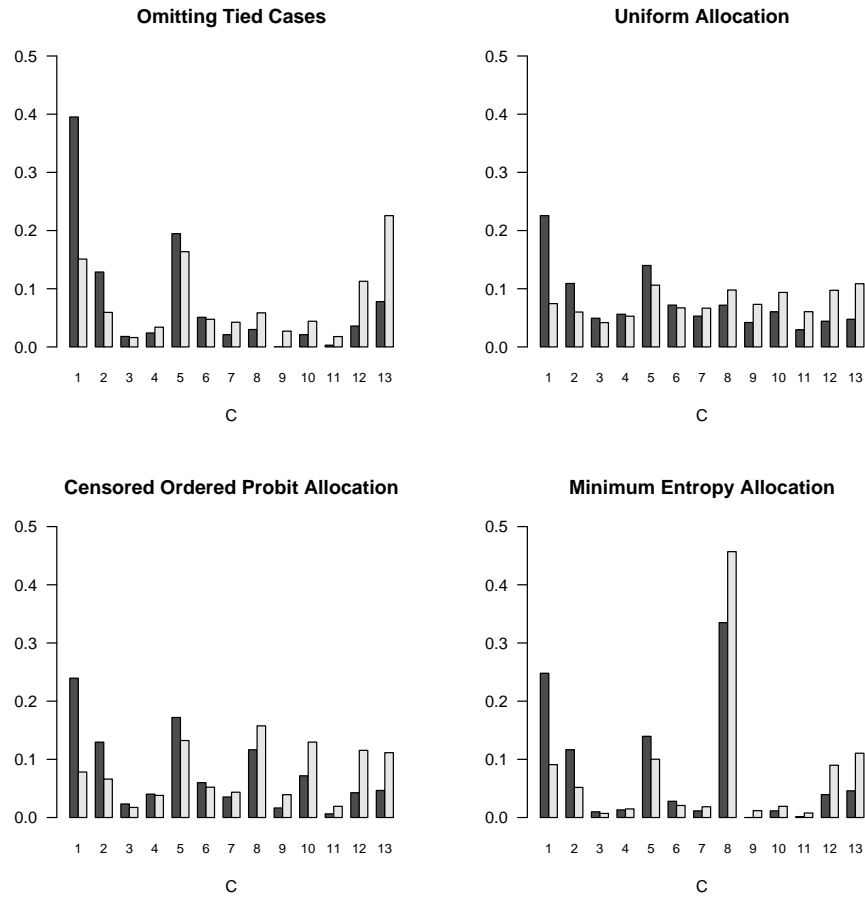 Omitting Tied Cases
0.5
0.4
0.3
0.2
0.1
0.0
1 2 3 4 5 6 7 8 9 10 11 12 13
C
Uniform Allocation
0.5
0.4
0.3
0.2
0.1
0.0
1 2 3 4 5 6 7 8 9 10 11 12 13
C
Censored Ordered Probit Allocation
0.5
0.4
0.3
0.2
0.1
0.0
1 2 3 4 5 6 7 8 9 10 11 12 13
C
Minimum Entropy Allocation
0.5
0.4
0.3
0.2
0.1
0.0
1 2 3 4 5 6 7 8 9 10 11 12 13
C